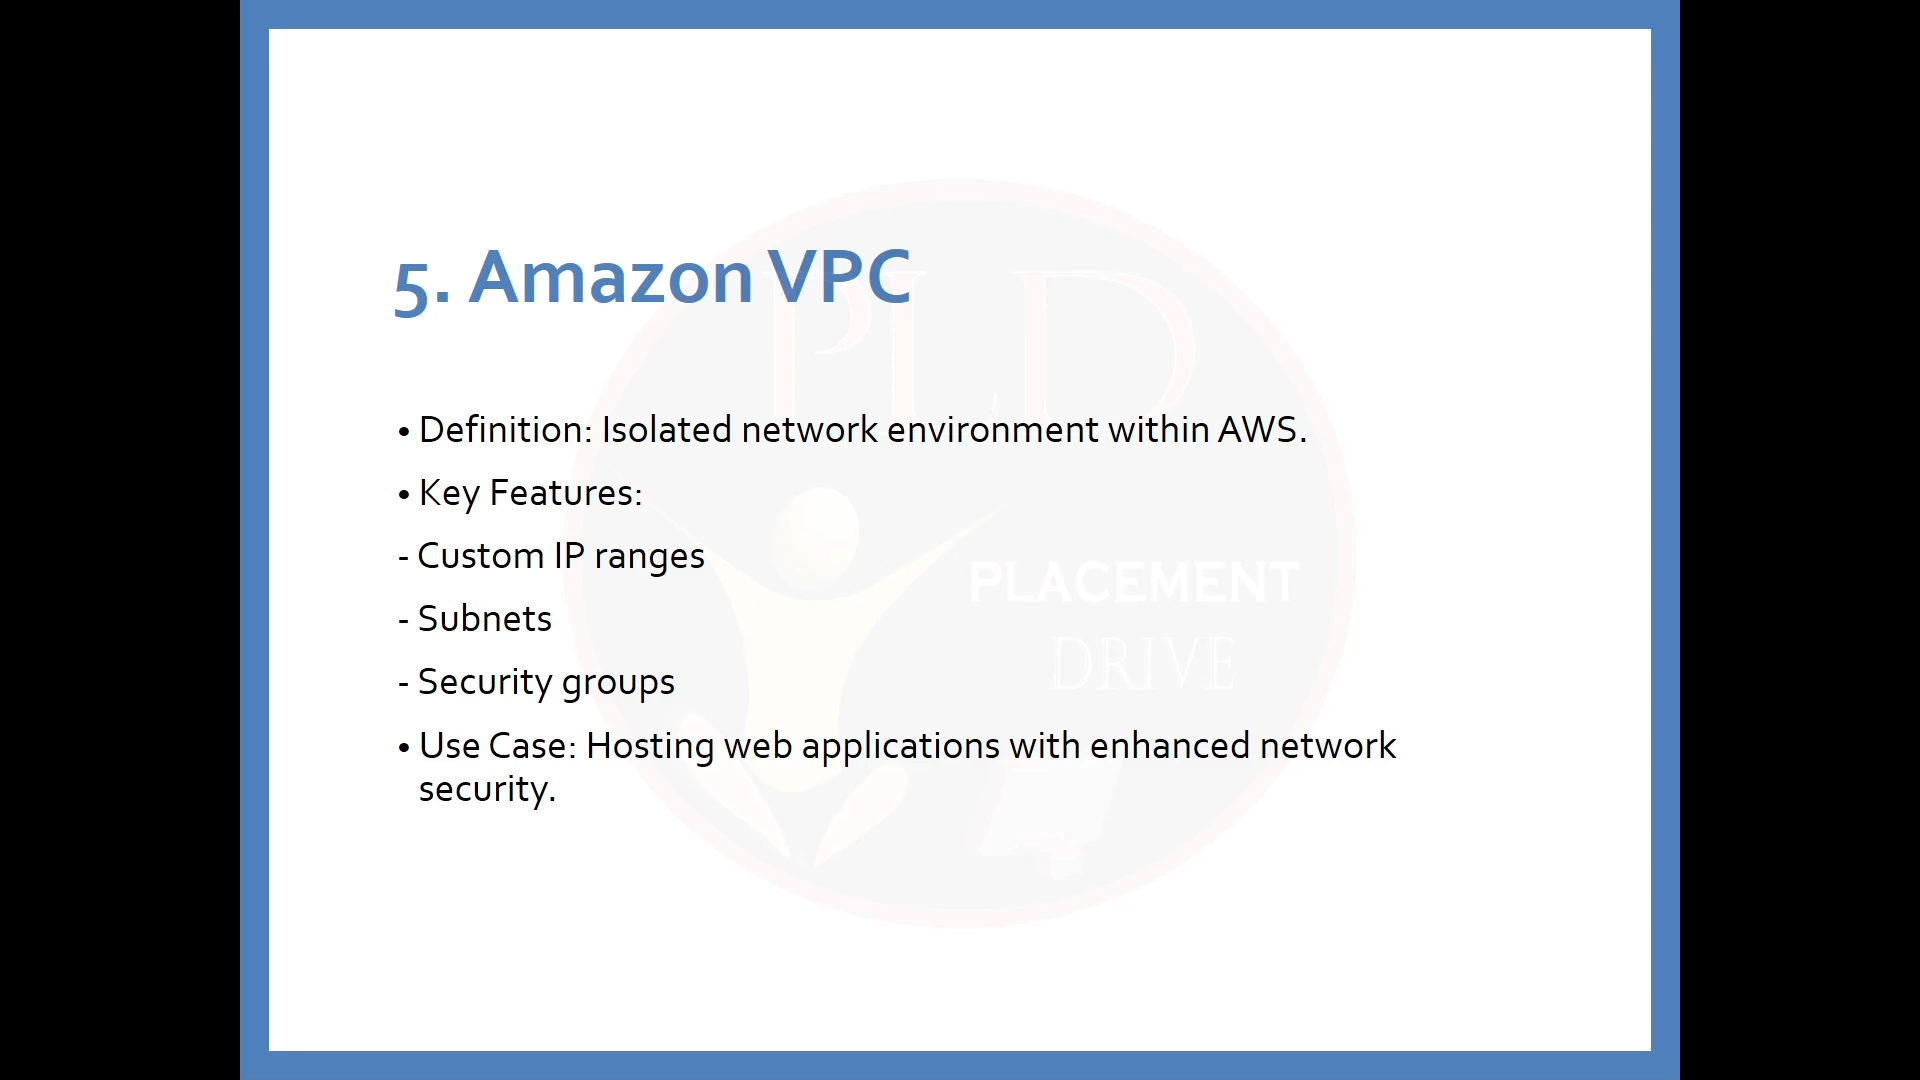 5. Amazon VPC
• Definition: Isolated network environment within AWS.
• Key Features:
- Custom IP ranges
- Subnets
- Security groups
• Use Case: Hosting web applications with enhanced network
security.
PLD
PLACEMENT
DRIVE